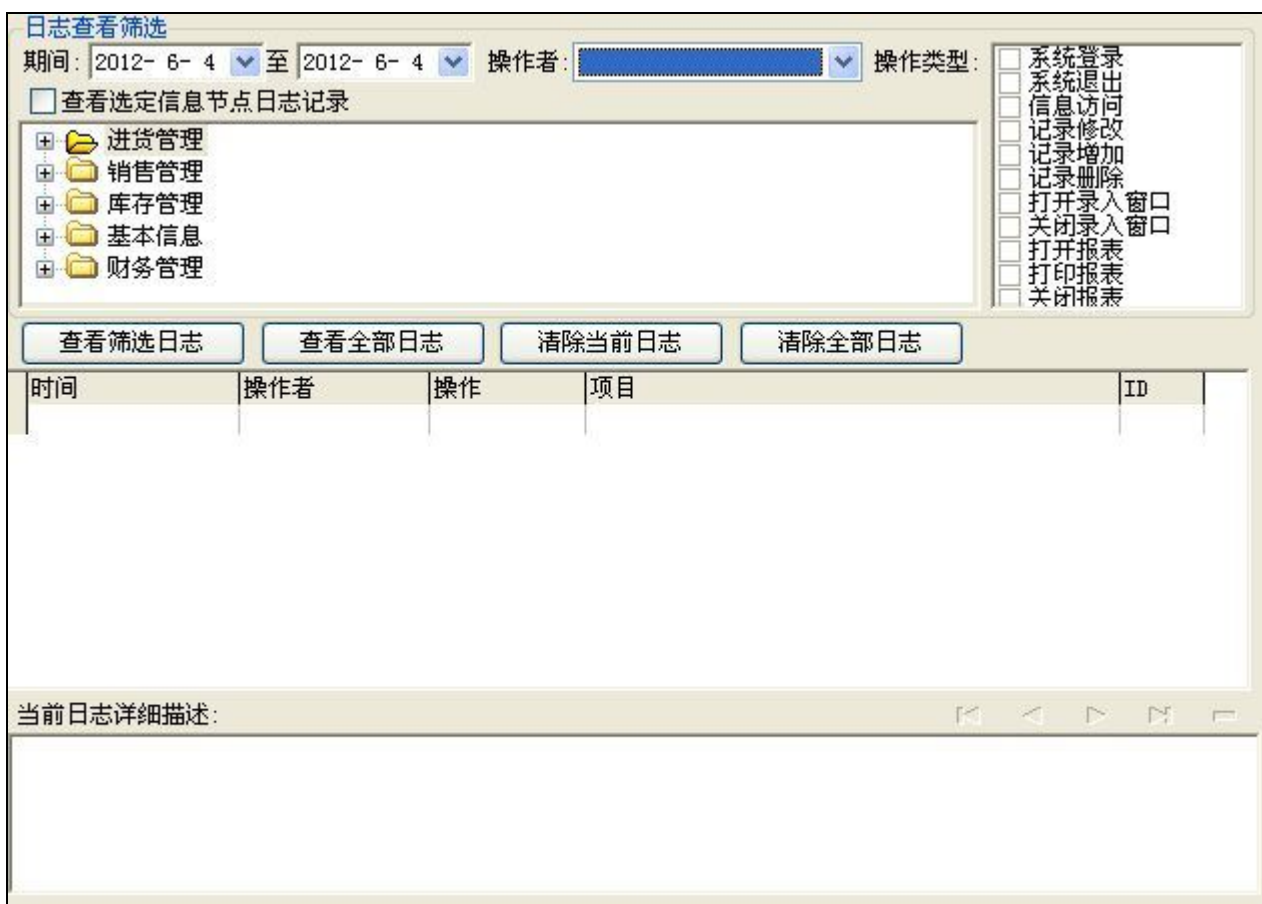 日志查看筛选
期间: 2012- 6- 4 至 2012- 6- 4 操作者: 操作类型:
系统登录
系统退出
信息访问
记录修改
记录增加
记录删除
打开录入窗口
关闭录入窗口
打开报表
打印报表
关闭报表
查看选定信息节点日志记录
进货管理
销售管理
库存管理
基本信息
财务管理
查看筛选日志 查看全部日志 清除当前日志 清除全部日志
时间 操作者 操作 项目 ID
当前日志详细描述: